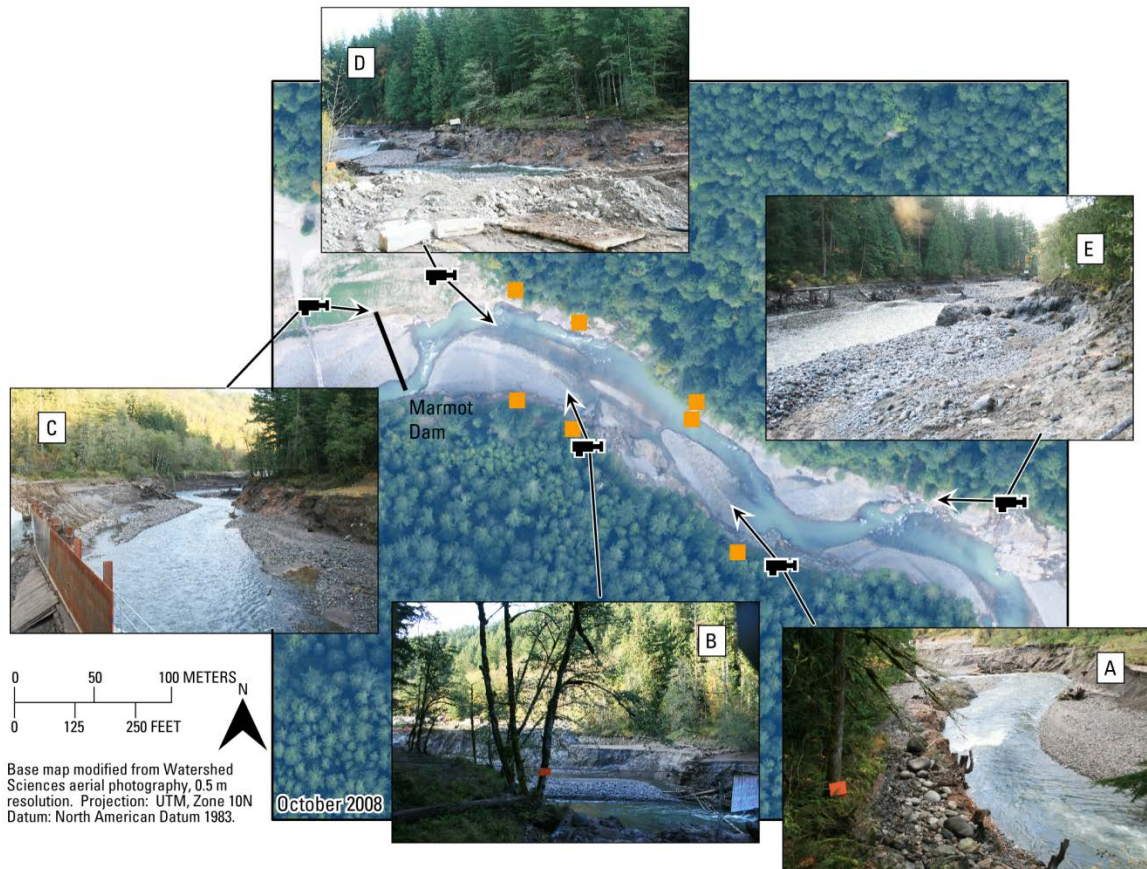 D
E
C
Marmot
Dam
B
A
0 50 100 METERS
0 125 250 FEET
N
Base map modified from Watershed
Sciences aerial photography, 0.5 m
resolution. Projection: UTM, Zone 10N
Datum: North American Datum 1983.
October 2008